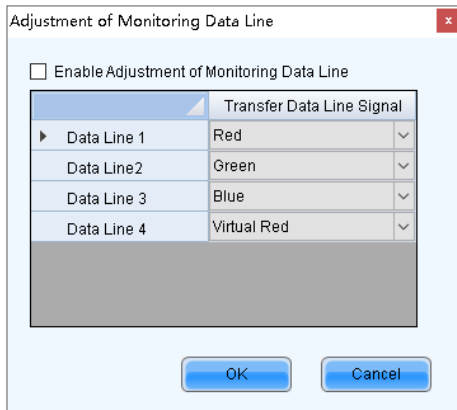 Adjustment of Monitoring Data Line
x
Enable Adjustment of Monitoring Data Line
Transfer Data Line Signal
Data Line 1 Red
Data Line2 Green
Data Line 3 Blue
Data Line 4 Virtual Red
OK Cancel